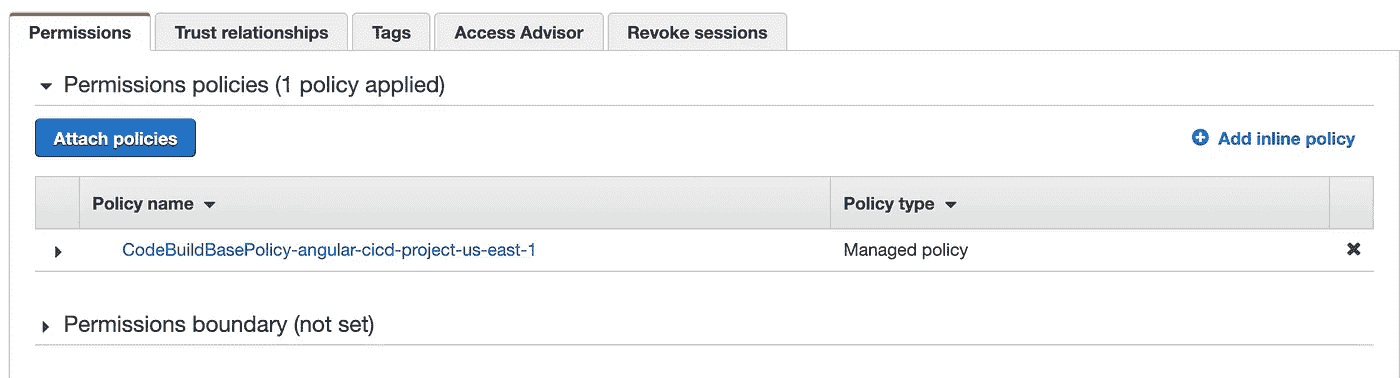 Permissions Trust relationships Tags Access Advisor Revoke sessions
Permissions policies (1 policy applied)
Attach policies Add inline policy
Policy name Policy type
CodeBuildBasePolicy-angular-cicd-project-us-east-1 Managed policy
Permissions boundary (not set)